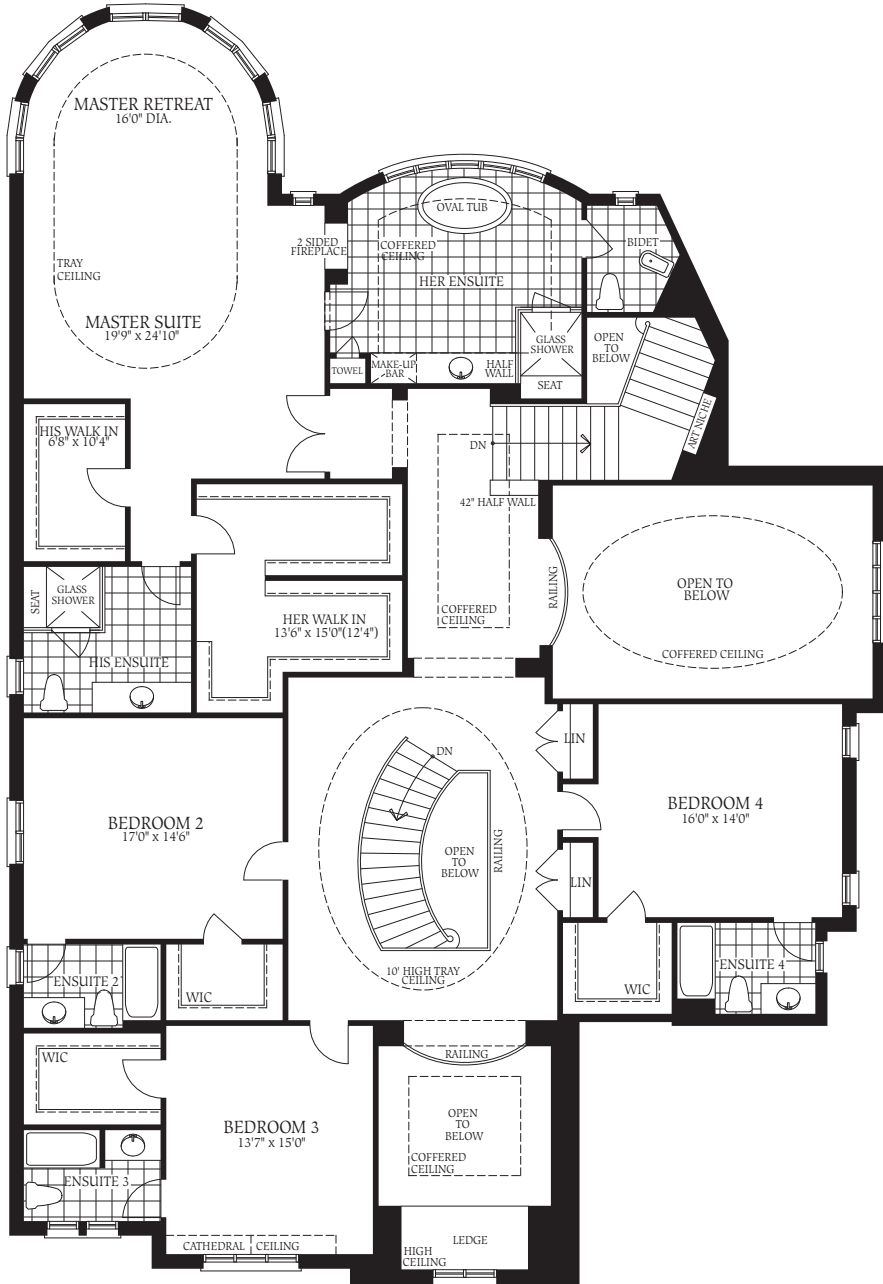 MASTER RETREAT
16'0" DIA.
OVAL TUB
2 SIDED
FIREPLACE
COFFERED
CEILING
BIDET
TRAY
CEILING
HER ENSUITE
MASTER SUITE
19'9" x 24'10"
GLASS
SHOWER
OPEN
TO
BELOW
TOWEL
MAKE-UP
BAR
HALF
WALL
SEAT
ART NICHE
HIS WALK IN
6'8" x 10'4"
DN
42" HALF WALL
SEAT
GLASS
SHOWER
RAILING
OPEN TO
BELOW
HER WALK IN
13'6" x 15'0"(12'4")
COFFERED
CEILING
COFFERED CEILING
HIS ENSUITE
LIN
DN
BEDROOM 2
17'0" x 14'6"
BEDROOM 4
16'0" x 14'0"
OPEN
TO
BELOW
RAILING
LIN
10' HIGH TRAY
CEILING
ENSUITE 2
WIC
WIC
ENSUITE 4
WIC
RAILING
BEDROOM 3
13'7" x 15'0"
OPEN
TO
BELOW
COFFERED
CEILING
ENSUITE 3
CATHEDRAL CEILING
HIGH
CEILING
LEDGE